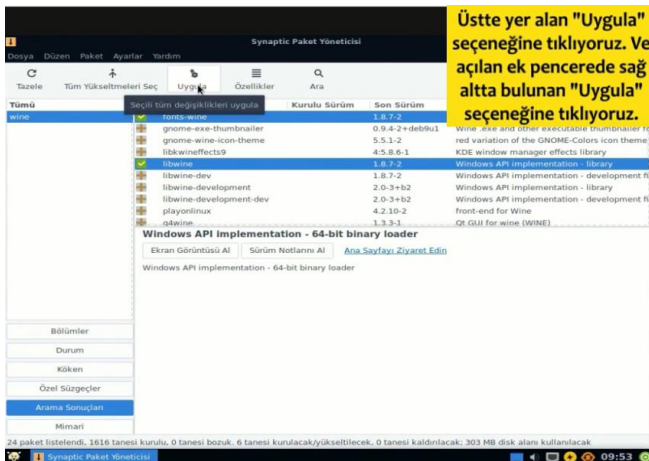 Üstte yer alan "Uygula"
seçeneğine tıklıyoruz. Ve
açılan ek pencerede sağ
altta bulunan "Uygula"
seçeneğine tıklıyoruz.
Synaptic Paket Yöneticisi
Dosya Düzen Paket Ayarlar Yardım
Tazele Tüm Yükseltmeleri Seç Uygula Özellikler Ara
Seçili tüm değişiklikleri uygula
Tümü Kurulu Sürüm Son Sürüm
wine
fonts-wine 1.8.7-2
gnome-exe-thumbnailer 0.9.4-2+deb9u1 Wine .exe and other executable thumbnailer fo
gnome-wine-icon-theme 5.5.1-2 red variation of the GNOME-Colors icon theme
libkwineffects9 4:5.8.6-1 KDE window manager effects library
libwine 1.8.7-2 Windows API implementation - library
libwine-dev 1.8.7-2 Windows API implementation - development fi
libwine-development 2.0-3+b2 Windows API implementation - library
libwine-development-dev 2.0-3+b2 Windows API implementation - development fi
playonlinux 4.2.10-2 front-end for Wine
q4wine 1.3.3-1 Qt GUI for wine (WINE)
Windows API implementation - 64-bit binary loader
Ekran Görüntüsü Al Sürüm Notlarını Al Ana Sayfayı Ziyaret Edin
Windows API implementation - 64-bit binary loader
Bölümler
Durum
Köken
Özel Süzgeçler
Arama Sonuçları
Mimari
24 paket listelendi, 1616 tanesi kurulu, 0 tanesi bozuk. 6 tanesi kurulacak/yükseltilecek, 0 tanesi kaldırılacak; 303 MB disk alanı kullanılacak
Synaptic Paket Yöneticisi 09:53